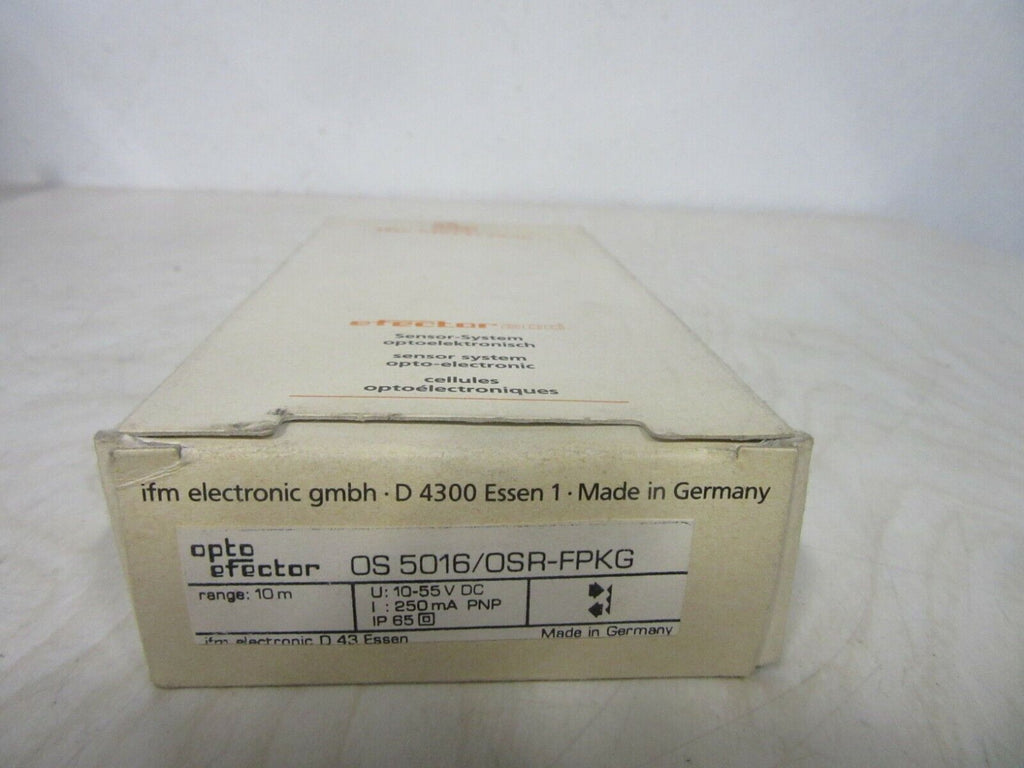 efector
Sensor-System
optoelektronisch
sensor system
opto-electronic
cellules
optoélectroniques
ifm electronic gmbh · D 4300 Essen 1 · Made in Germany
opto
efector
OS 5016/OSR-FPKG
range: 10 m
U: 10-55 V DC
I : 250 mA PNP
IP 65
ifm electronic D 43 Essen
Made in Germany